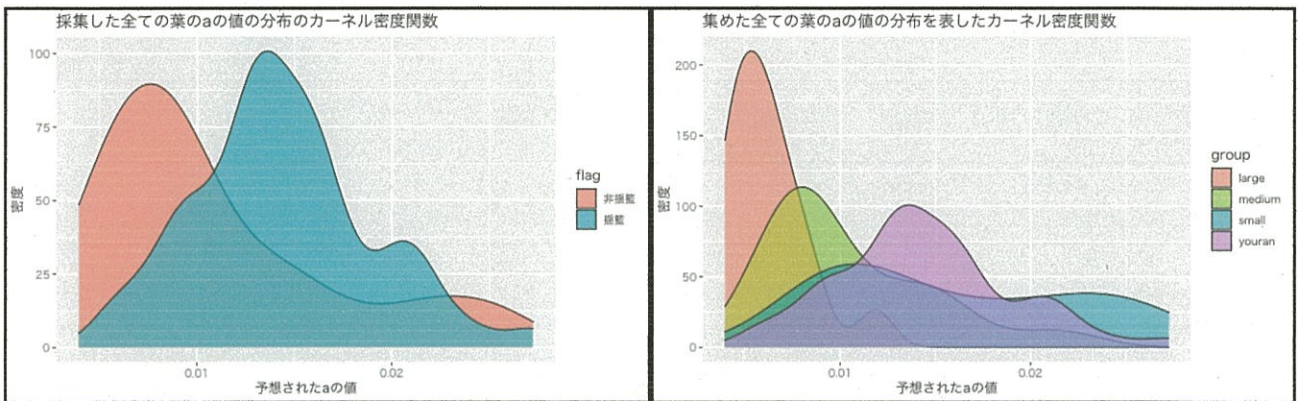 採集した全ての葉のaの値の分布のカーネル密度関数
100
75
50
25
0
密度
0.01
0.02
予想されたaの値
flag
非揺籃
揺籃
集めた全ての葉のaの値の分布を表したカーネル密度関数
200
150
100
50
0
密度
0.01
0.02
予想されたaの値
group
large
medium
small
youran